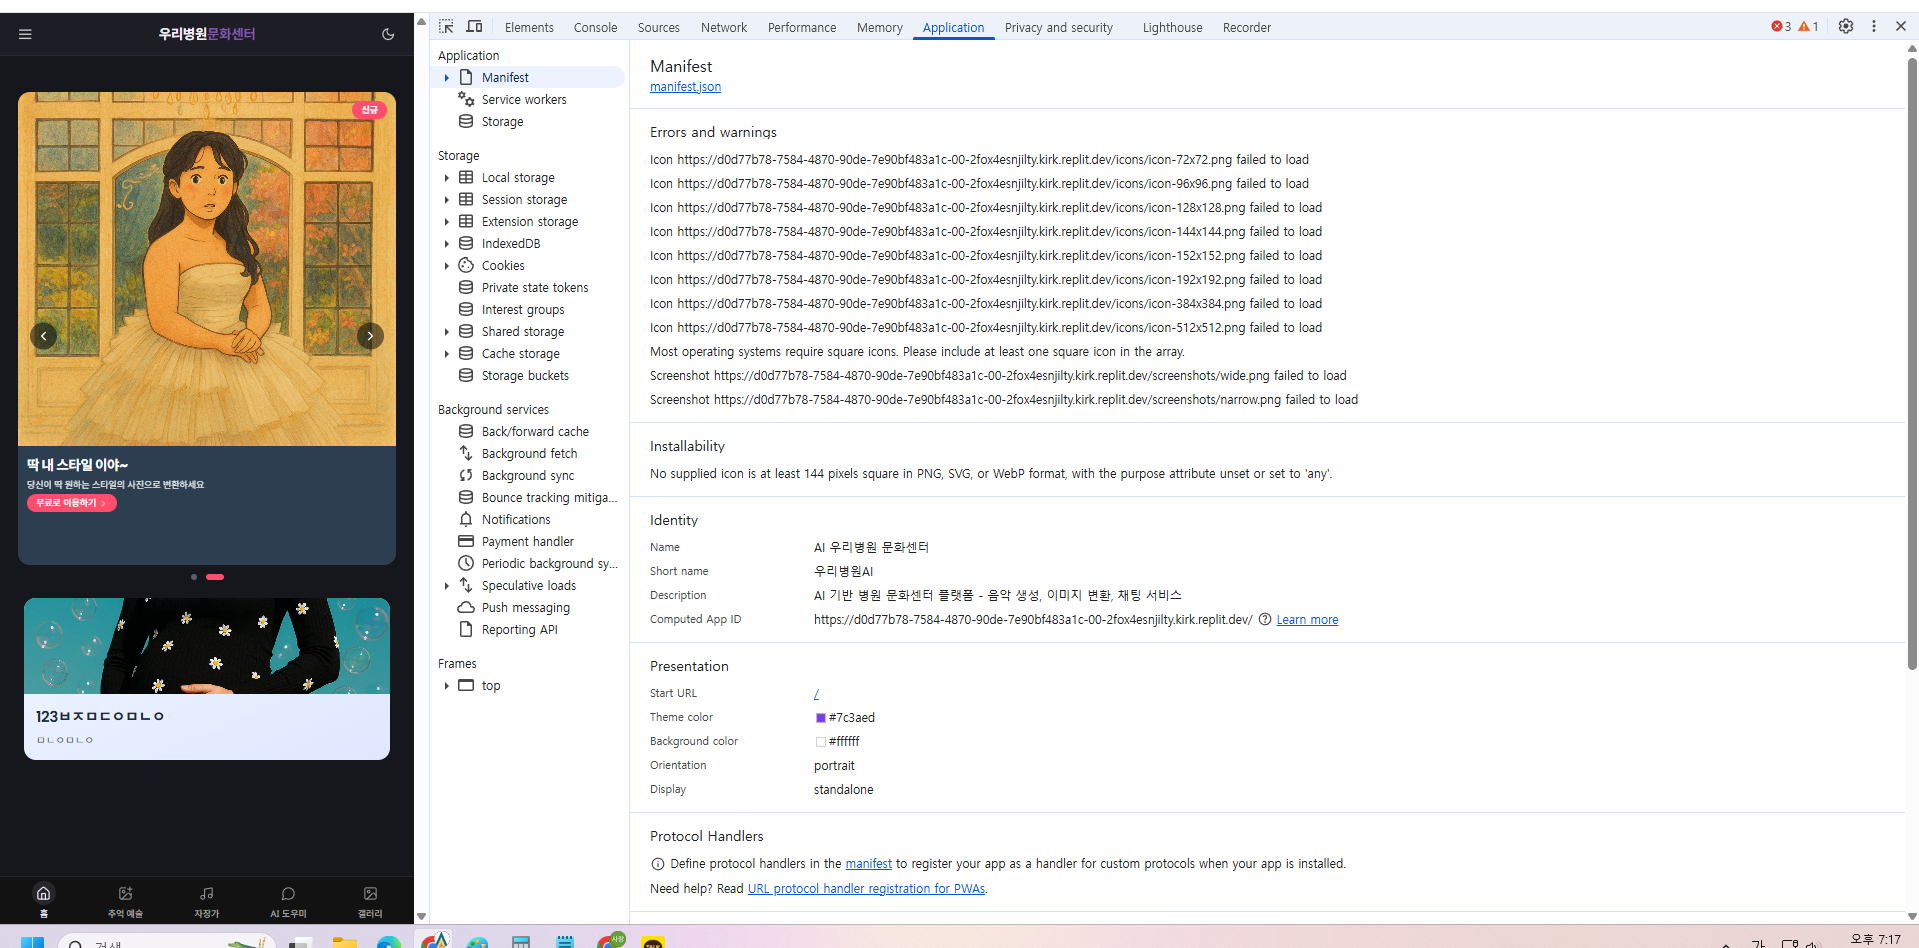 우리병원문화센터
신규
딱 내 스타일 이야~
당신이 딱 원하는 스타일의 사진으로 변환하세요
무료로 이용하기 ›
123ㅂㅈㅁㄷㅇㅁㄴㅇ
ㅁㄴㅇㅁㄴㅇ
홈
추억 예술
자장가
AI 도우미
갤러리
Elements Console Sources Network Performance Memory Application Privacy and security Lighthouse Recorder
3 1
Application
Manifest
Service workers
Storage
Storage
Local storage
Session storage
Extension storage
IndexedDB
Cookies
Private state tokens
Interest groups
Shared storage
Cache storage
Storage buckets
Background services
Back/forward cache
Background fetch
Background sync
Bounce tracking mitiga...
Notifications
Payment handler
Periodic background sy...
Speculative loads
Push messaging
Reporting API
Frames
top
Manifest
manifest.json
Errors and warnings
Icon https://d0d77b78-7584-4870-90de-7e90bf483a1c-00-2fox4esnjilty.kirk.replit.dev/icons/icon-72x72.png failed to load
Icon https://d0d77b78-7584-4870-90de-7e90bf483a1c-00-2fox4esnjilty.kirk.replit.dev/icons/icon-96x96.png failed to load
Icon https://d0d77b78-7584-4870-90de-7e90bf483a1c-00-2fox4esnjilty.kirk.replit.dev/icons/icon-128x128.png failed to load
Icon https://d0d77b78-7584-4870-90de-7e90bf483a1c-00-2fox4esnjilty.kirk.replit.dev/icons/icon-144x144.png failed to load
Icon https://d0d77b78-7584-4870-90de-7e90bf483a1c-00-2fox4esnjilty.kirk.replit.dev/icons/icon-152x152.png failed to load
Icon https://d0d77b78-7584-4870-90de-7e90bf483a1c-00-2fox4esnjilty.kirk.replit.dev/icons/icon-192x192.png failed to load
Icon https://d0d77b78-7584-4870-90de-7e90bf483a1c-00-2fox4esnjilty.kirk.replit.dev/icons/icon-384x384.png failed to load
Icon https://d0d77b78-7584-4870-90de-7e90bf483a1c-00-2fox4esnjilty.kirk.replit.dev/icons/icon-512x512.png failed to load
Most operating systems require square icons. Please include at least one square icon in the array.
Screenshot https://d0d77b78-7584-4870-90de-7e90bf483a1c-00-2fox4esnjilty.kirk.replit.dev/screenshots/wide.png failed to load
Screenshot https://d0d77b78-7584-4870-90de-7e90bf483a1c-00-2fox4esnjilty.kirk.replit.dev/screenshots/narrow.png failed to load
Installability
No supplied icon is at least 144 pixels square in PNG, SVG, or WebP format, with the purpose attribute unset or set to 'any'.
Identity
Name AI 우리병원 문화센터
Short name 우리병원AI
Description AI 기반 병원 문화센터 플랫폼 - 음악 생성, 이미지 변환, 채팅 서비스
Computed App ID https://d0d77b78-7584-4870-90de-7e90bf483a1c-00-2fox4esnjilty.kirk.replit.dev/ Learn more
Presentation
Start URL /
Theme color #7c3aed
Background color #ffffff
Orientation portrait
Display standalone
Protocol Handlers
Define protocol handlers in the manifest to register your app as a handler for custom protocols when your app is installed.
Need help? Read URL protocol handler registration for PWAs.
검색
사랑
TALK
가
오후 7:17